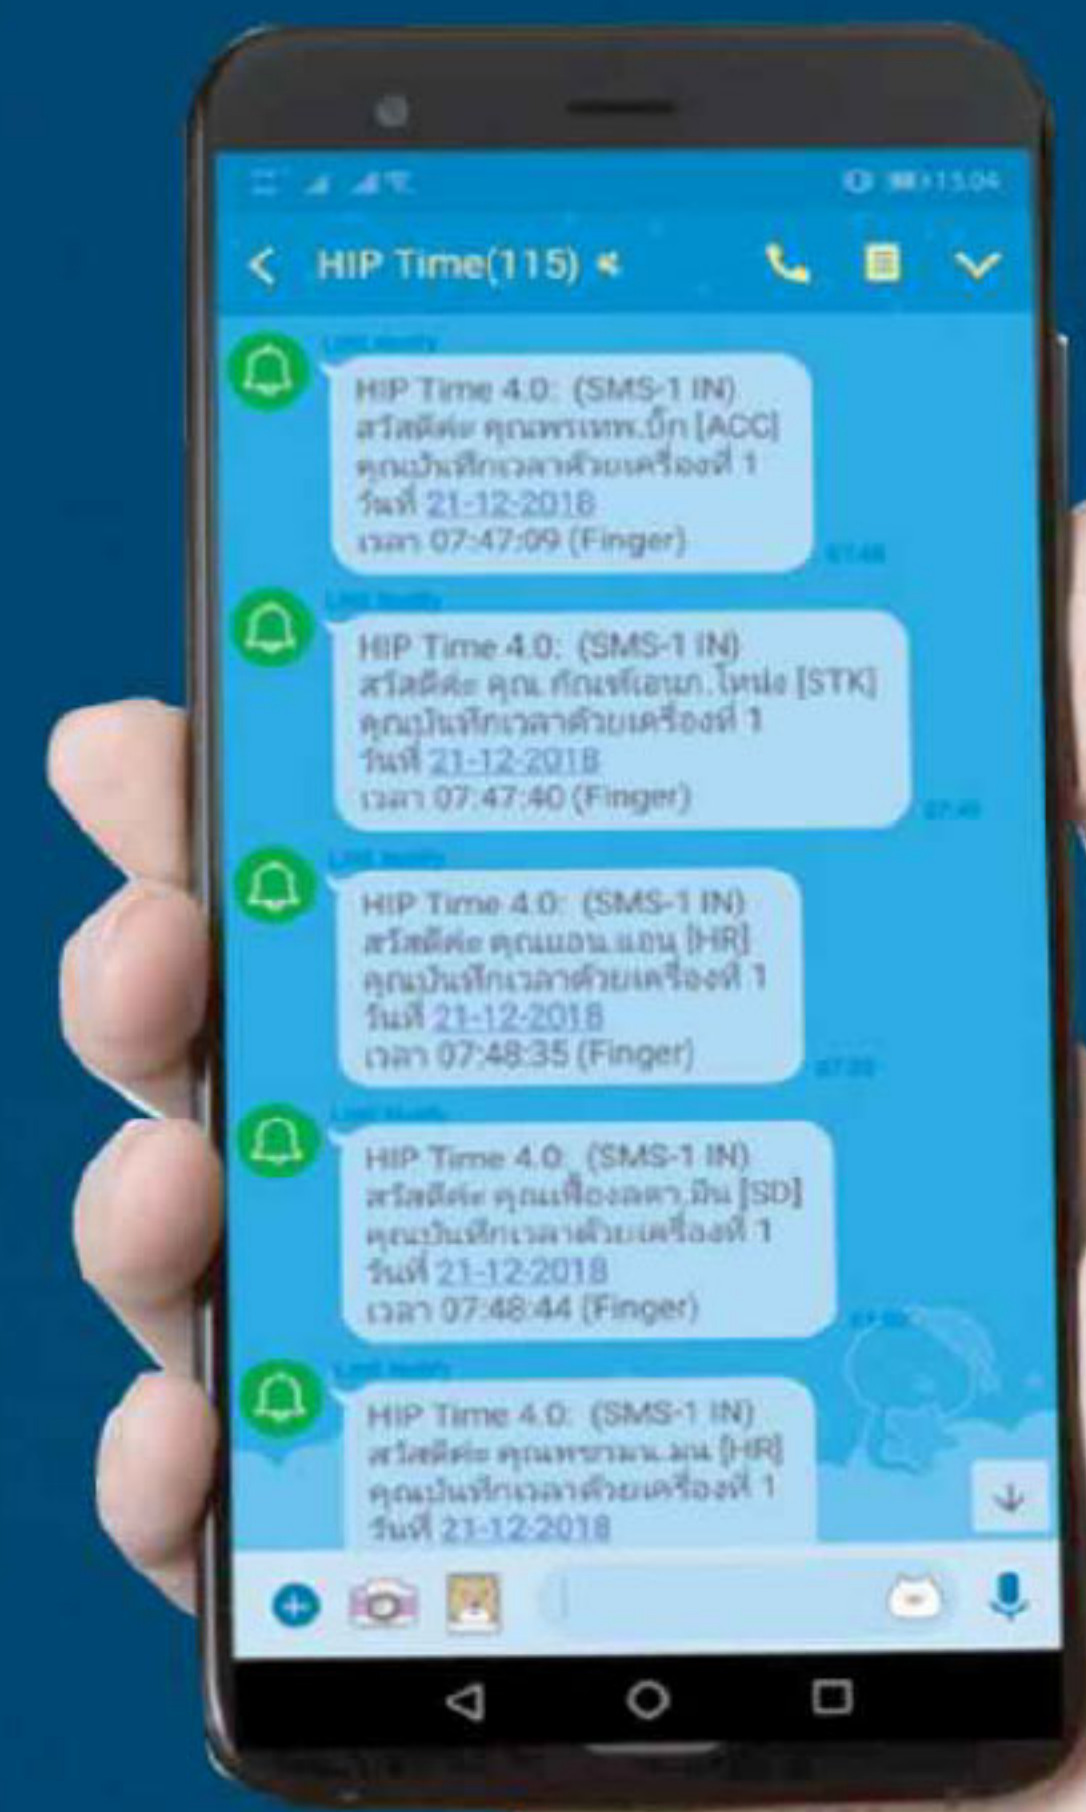 15.04
HIP Time(115)
HIP Time 4.0: (SMS-1 IN)
สวัสดีค่ะ คุณพรเทพ.บิ๊ก [ACC]
คุณบันทึกเวลาด้วยเครื่องที่ 1
วันที่ 21-12-2018
เวลา 07:47:09 (Finger)
07:48
HIP Time 4.0: (SMS-1 IN)
สวัสดีค่ะ คุณ [STK]
คุณบันทึกเวลาด้วยเครื่องที่ 1
วันที่ 21-12-2018
เวลา 07:47:40 (Finger)
HIP Time 4.0: (SMS-1 IN)
สวัสดีค่ะ [HR]
คุณบันทึกเวลาด้วยเครื่องที่ 1
วันที่ 21-12-2018
เวลา 07:48:35 (Finger)
HIP Time 4.0: (SMS-1 IN)
สวัสดีค่ะ คุณเฟื่องลดา.มีน [SD]
คุณบันทึกเวลาด้วยเครื่องที่ 1
วันที่ 21-12-2018
เวลา 07:48:44 (Finger)
HIP Time 4.0: (SMS-1 IN)
สวัสดีค่ะ [HR]
คุณบันทึกเวลาด้วยเครื่องที่ 1
วันที่ 21-12-2018